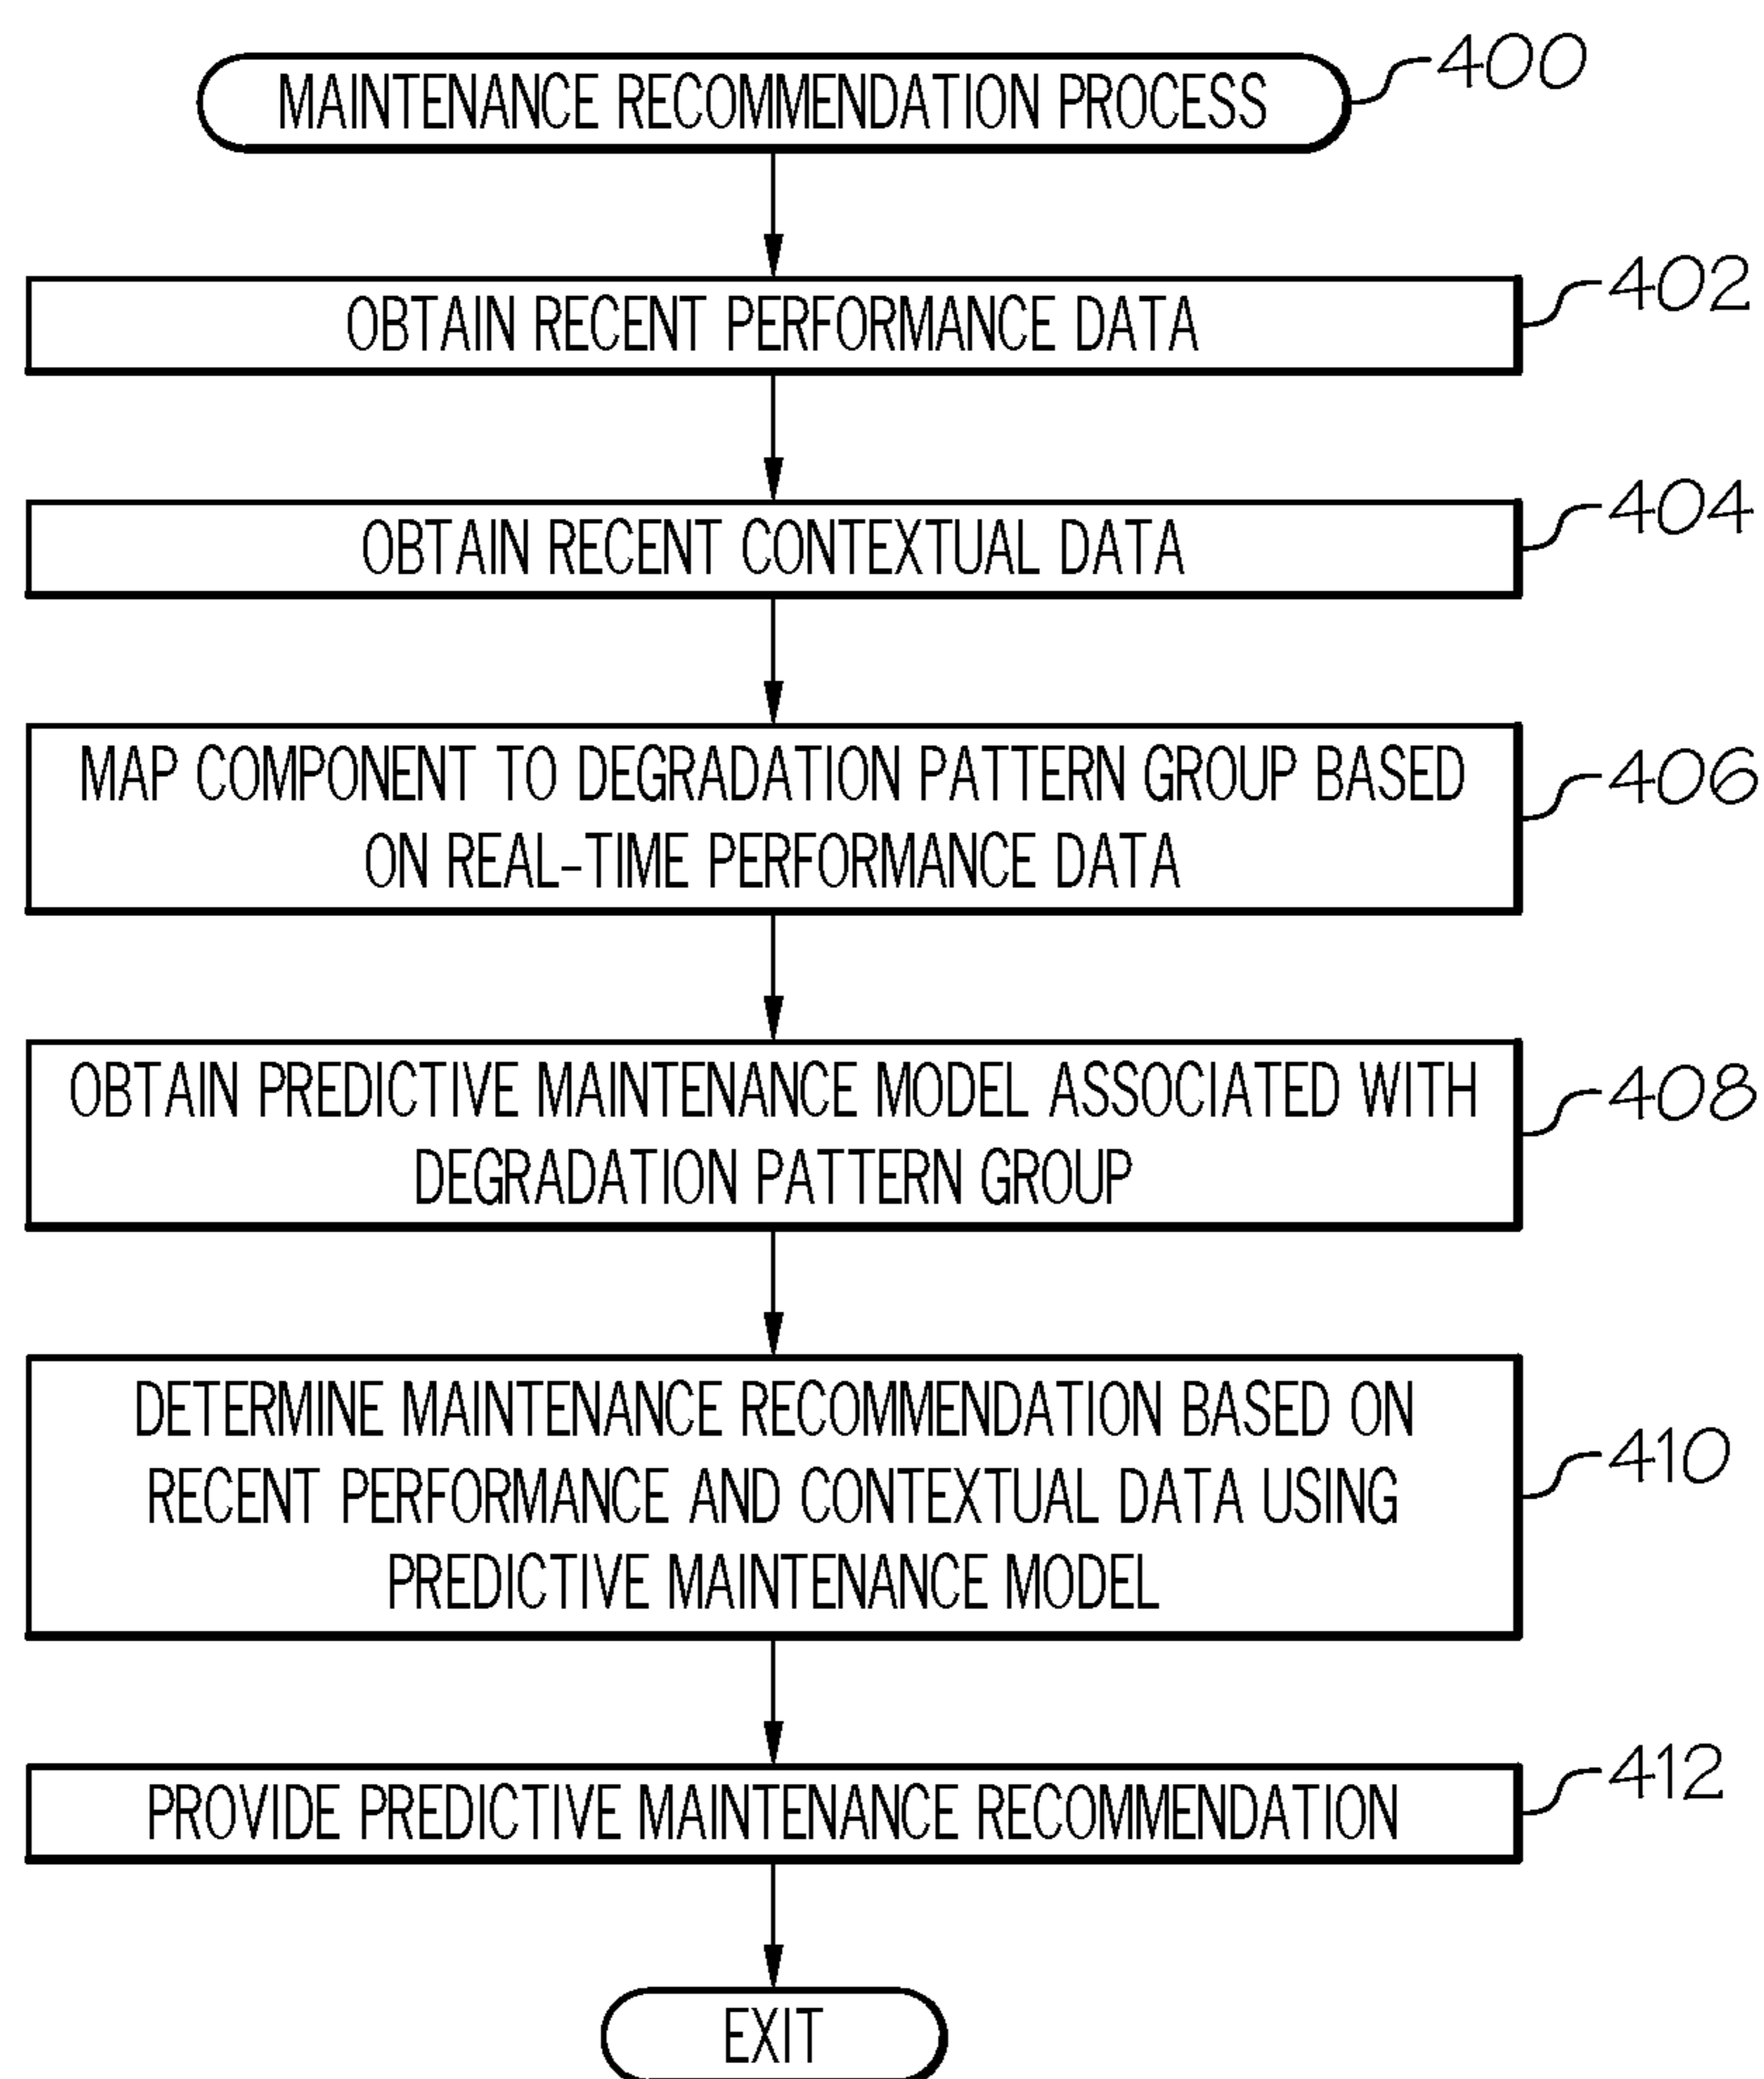 MAINTENANCE RECOMMENDATION PROCESS
400
OBTAIN RECENT PERFORMANCE DATA
402
OBTAIN RECENT CONTEXTUAL DATA
404
MAP COMPONENT TO DEGRADATION PATTERN GROUP BASED
ON REAL-TIME PERFORMANCE DATA
406
OBTAIN PREDICTIVE MAINTENANCE MODEL ASSOCIATED WITH
DEGRADATION PATTERN GROUP
408
DETERMINE MAINTENANCE RECOMMENDATION BASED ON
RECENT PERFORMANCE AND CONTEXTUAL DATA USING
PREDICTIVE MAINTENANCE MODEL
410
PROVIDE PREDICTIVE MAINTENANCE RECOMMENDATION
412
EXIT